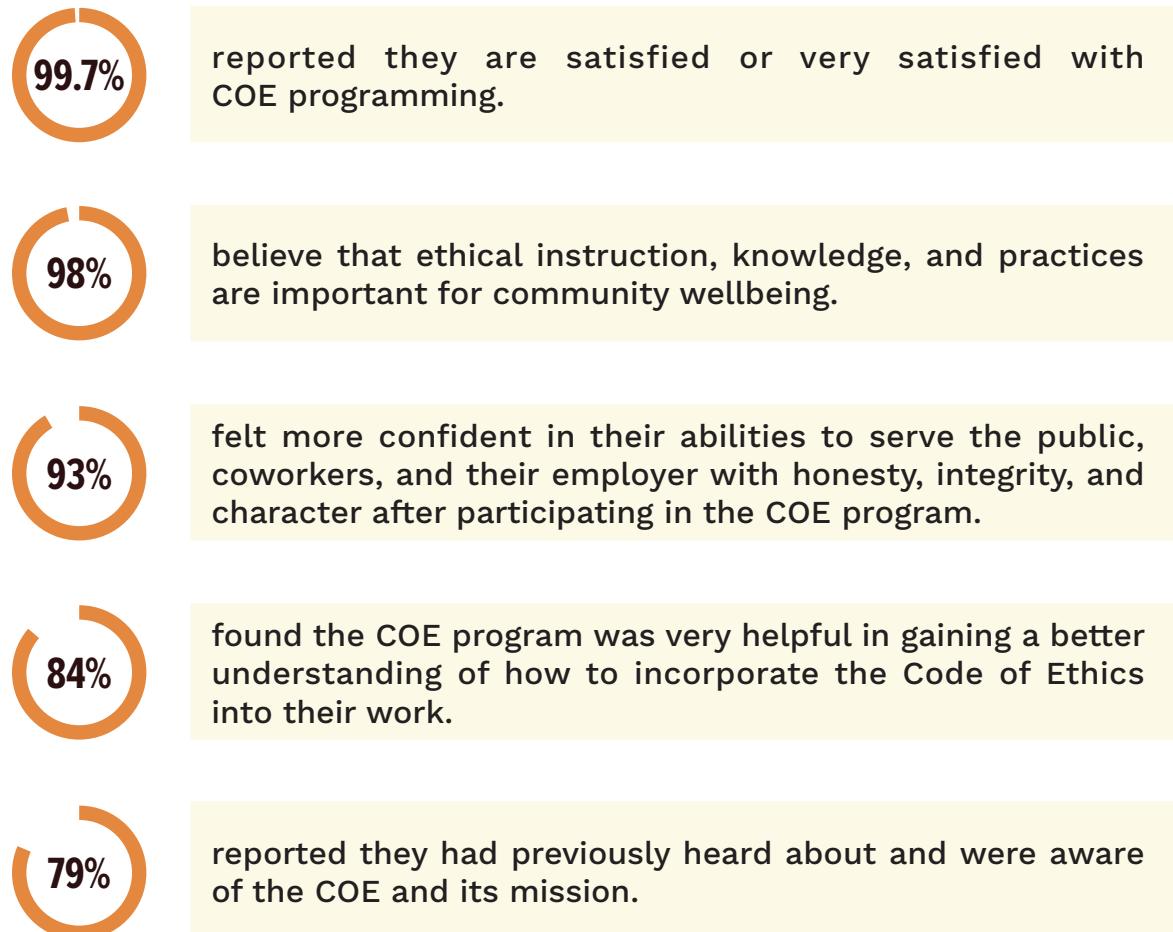 99.7%
reported they are satisfied or very satisfied with
COE programming.
98%
believe that ethical instruction, knowledge, and practices
are important for community wellbeing.
93%
felt more confident in their abilities to serve the public,
coworkers, and their employer with honesty, integrity, and
character after participating in the COE program.
84%
found the COE program was very helpful in gaining a better
understanding of how to incorporate the Code of Ethics
into their work.
79%
reported they had previously heard about and were aware
of the COE and its mission.